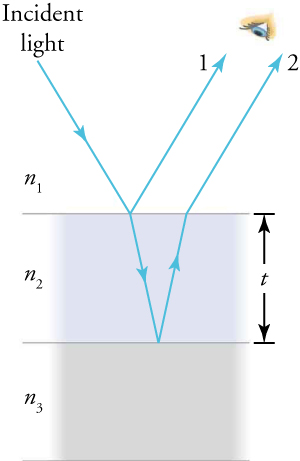 Incident
light
1
2
n₁
n₂
t
n₃